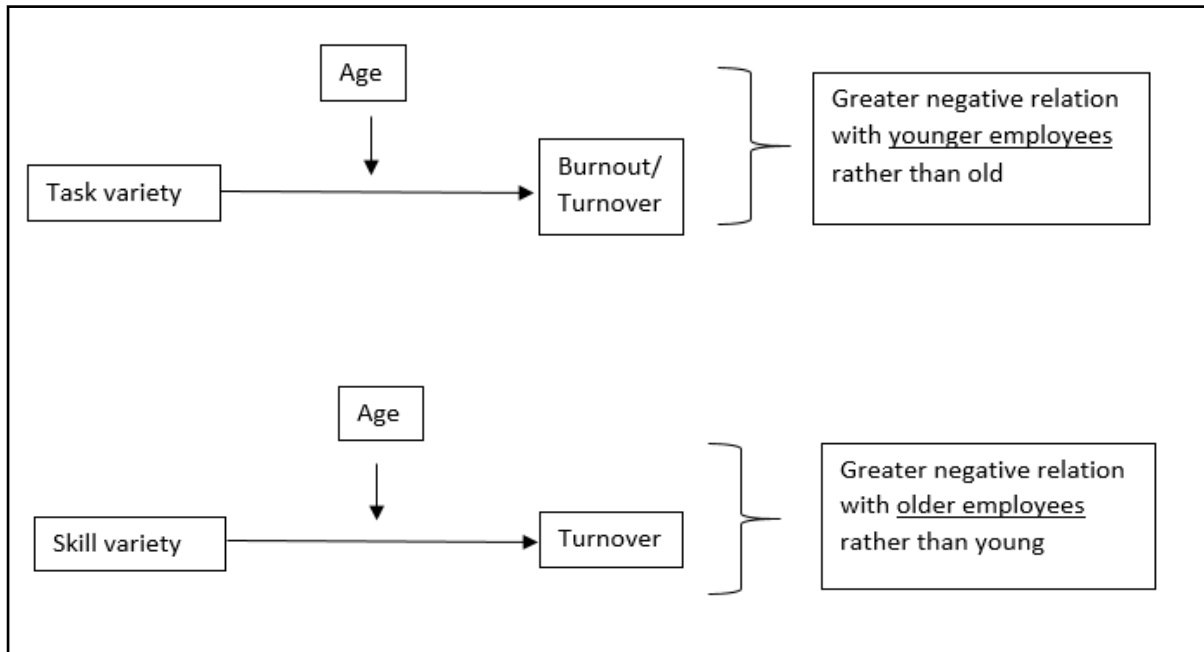 Age
Task variety
Burnout/
Turnover
Greater negative relation
with younger employees
rather than old
Age
Skill variety
Turnover
Greater negative relation
with older employees
rather than young